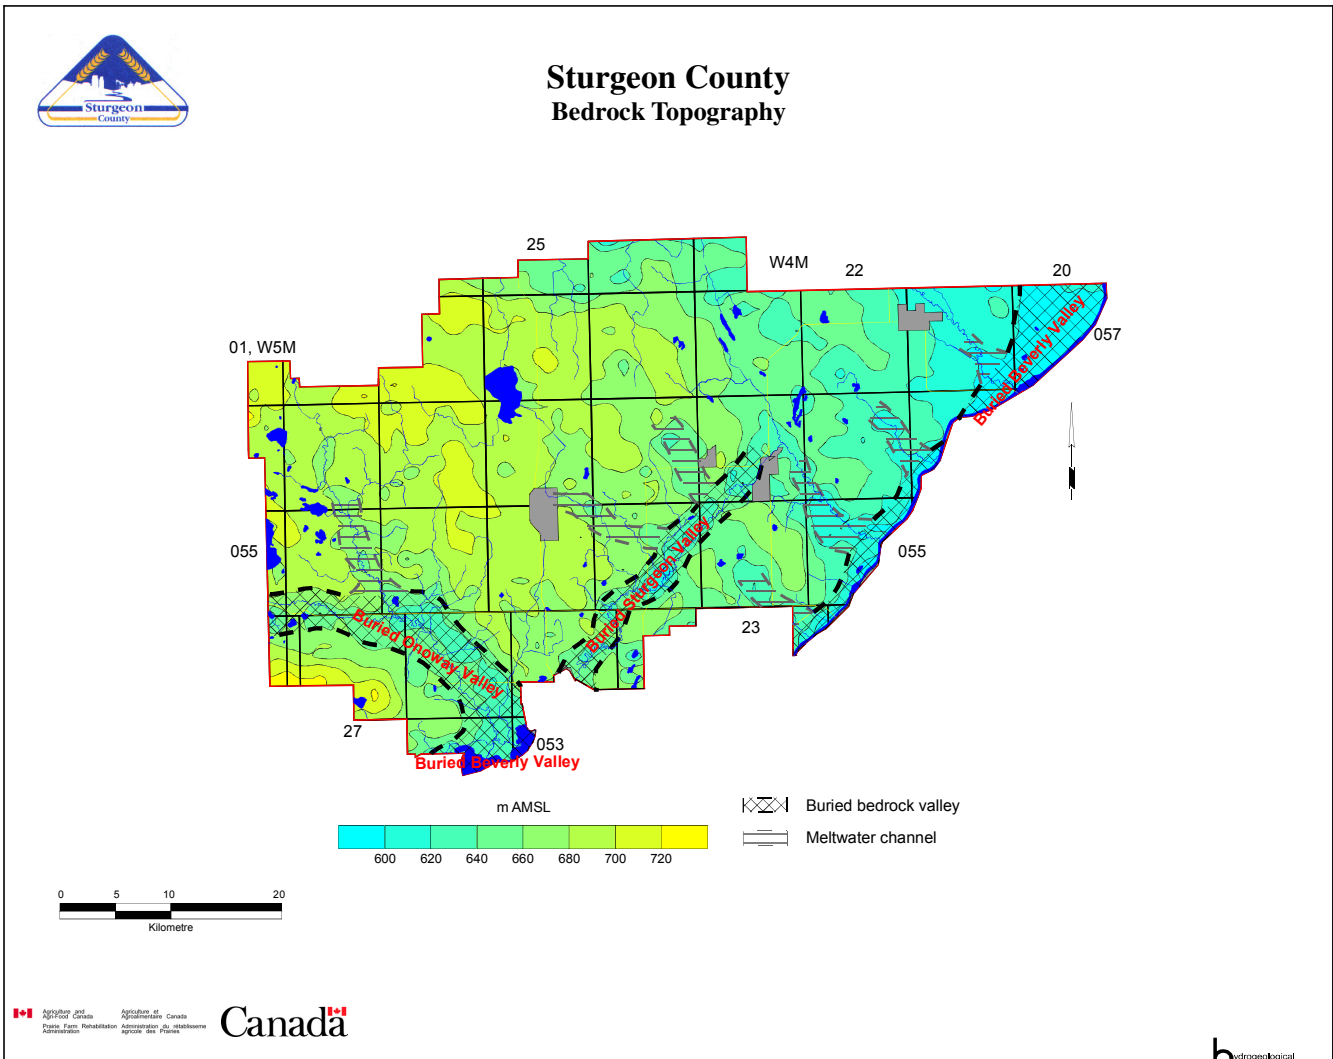 Sturgeon
County
Sturgeon County
Bedrock Topography
25
W4M
22
20
057
01, W5M
Buried Beverly Valley
055
055
Buried Sturgeon Valley
Buried Onoway Valley
23
27
053
Buried Beverly Valley
m AMSL
600 620 640 660 680 700 720
Buried bedrock valley
Meltwater channel
0 5 10 20
Kilometre
Agriculture and
Agri-Food Canada
Agriculture et
Agroalimentaire Canada
Prairie Farm Rehabilitation
Administration
Administration du rétablisseme
agricole des Prairies
Canada
hydrogeological